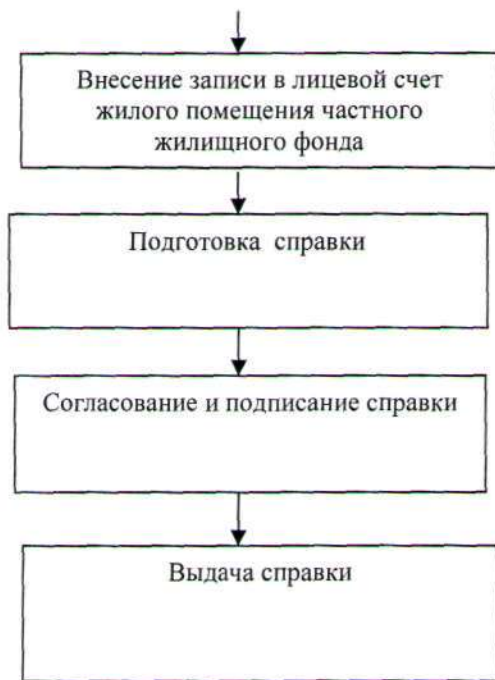 Внесение записи в лицевой счет
жилого помещения частного
жилищного фонда
Подготовка справки
Согласование и подписание справки
Выдача справки